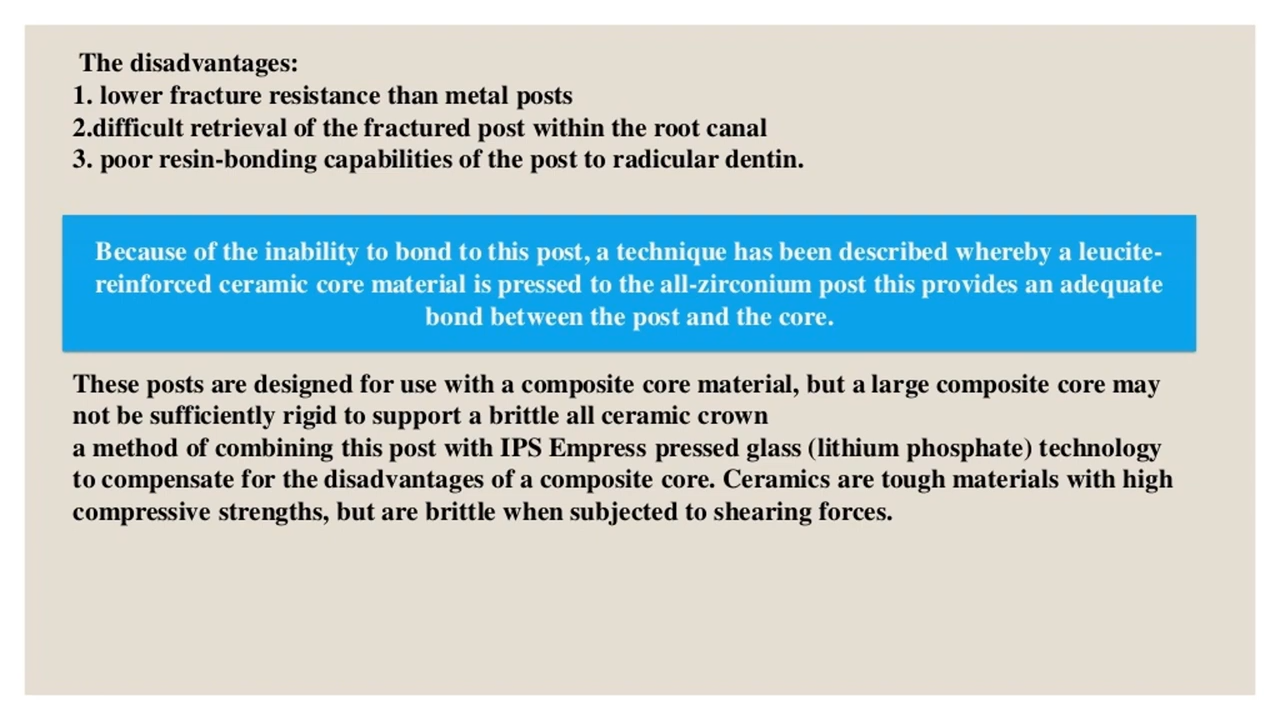 The disadvantages:
1. lower fracture resistance than metal posts
2.difficult retrieval of the fractured post within the root canal
3. poor resin-bonding capabilities of the post to radicular dentin.
Because of the inability to bond to this post, a technique has been described whereby a leucite-
reinforced ceramic core material is pressed to the all-zirconium post this provides an adequate
bond between the post and the core.
These posts are designed for use with a composite core material, but a large composite core may
not be sufficiently rigid to support a brittle all ceramic crown
a method of combining this post with IPS Empress pressed glass (lithium phosphate) technology
to compensate for the disadvantages of a composite core. Ceramics are tough materials with high
compressive strengths, but are brittle when subjected to shearing forces.